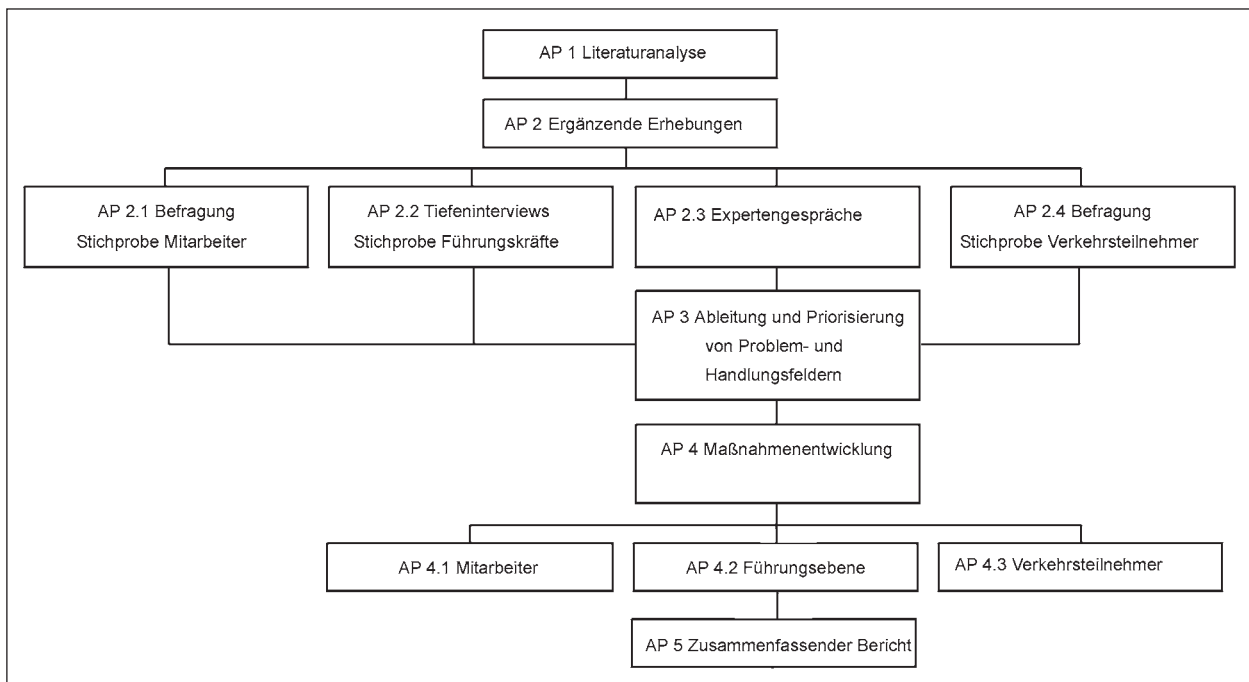 AP 1 Literaturanalyse
AP 2 Ergänzende Erhebungen
AP 2.1 Befragung
Stichprobe Mitarbeiter
AP 2.2 Tiefeninterviews
Stichprobe Führungskräfte
AP 2.3 Expertengespräche
AP 2.4 Befragung
Stichprobe Verkehrsteilnehmer
AP 3 Ableitung und Priorisierung
von Problem- und
Handlungsfeldern
AP 4 Maßnahmenentwicklung
AP 4.1 Mitarbeiter
AP 4.2 Führungsebene
AP 4.3 Verkehrsteilnehmer
AP 5 Zusammenfassender Bericht